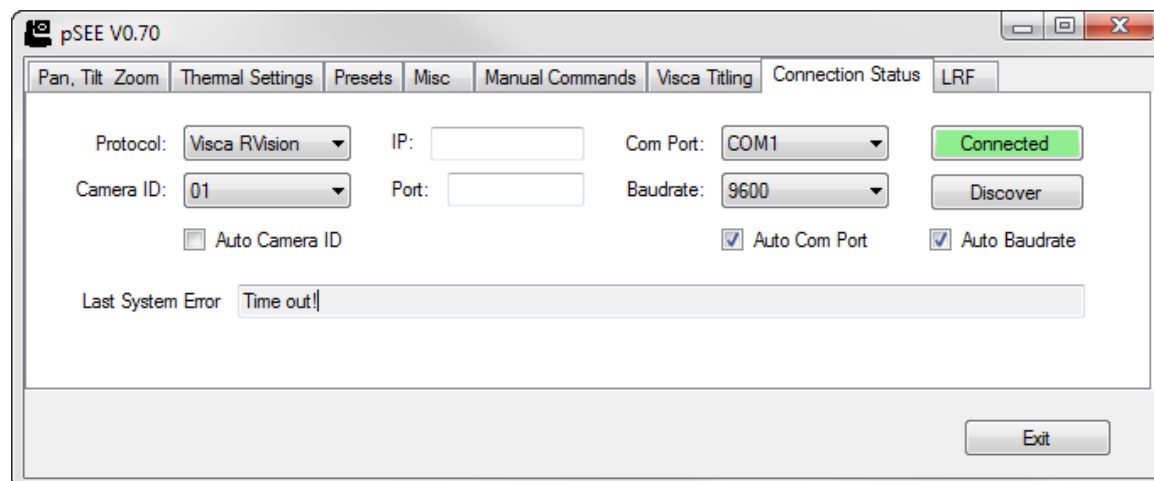 pSEE V0.70
Pan, Tilt Zoom Thermal Settings Presets Misc Manual Commands Visca Titling Connection Status LRF
Protocol: Visca RVision IP: Com Port: COM1 Connected
Camera ID: 01 Port: Baudrate: 9600 Discover
Auto Camera ID Auto Com Port Auto Baudrate
Last System Error Time out!
Exit